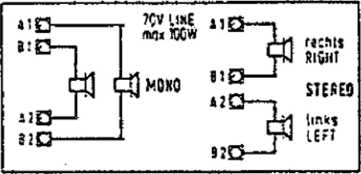 A1
B1
A2
B2
70V LINE
max 100W
MONO
A1
B1
A2
B2
rechts
RIGHT
STEREO
links
LEFT